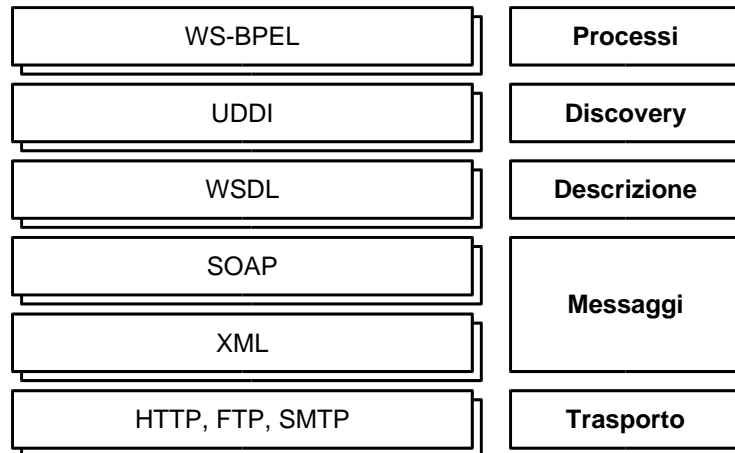 WS-BPEL
Processi
UDDI
Discovery
WSDL
Descrizione
SOAP
Messaggi
XML
HTTP, FTP, SMTP
Trasporto